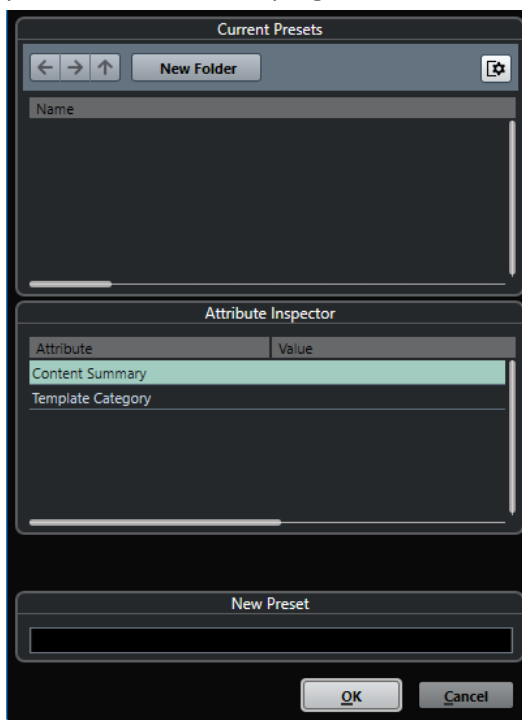 Current Presets
New Folder
Name
Attribute Inspector
Attribute Value
Content Summary
Template Category
New Preset
OK Cancel